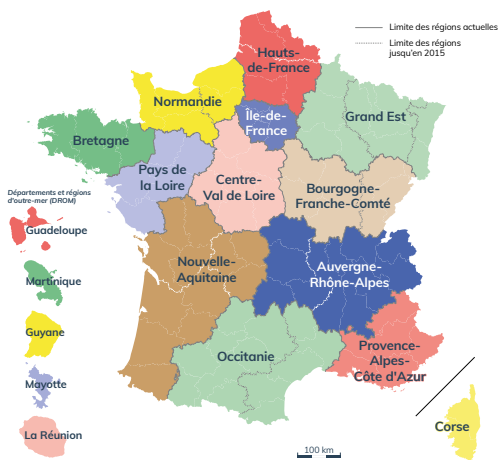 Limite des régions actuelles
Limite des régions
jusqu'en 2015
Hauts-
de-France
Normandie
Île-de-
France
Grand Est
Bretagne
Pays de
la Loire
Centre-
Val de Loire
Bourgogne-
Franche-Comté
Départements et régions
d'outre-mer (DROM)
Guadeloupe
Nouvelle-
Aquitaine
Auvergne-
Rhône-Alpes
Martinique
Guyane
Occitanie
Provence-
Alpes-
Côte d'Azur
Mayotte
La Réunion
Corse
100 km